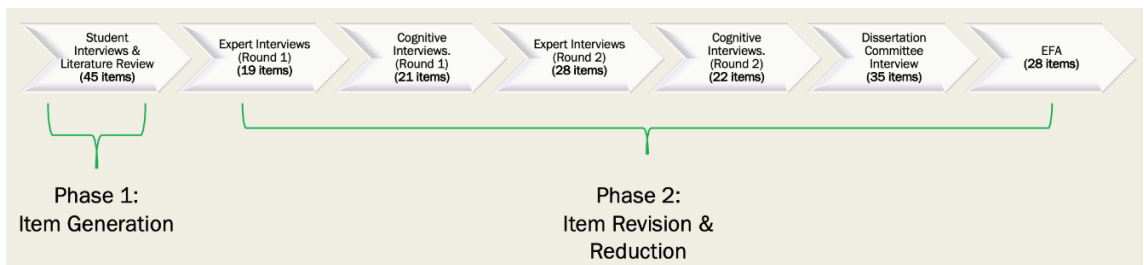 Student
Interviews &
Literature Review
(45 items)
Expert Interviews
(Round 1)
(19 items)
Cognitive
Interviews.
(Round 1)
(21 items)
Expert Interviews
(Round 2)
(28 items)
Cognitive
Interviews.
(Round 2)
(22 items)
Dissertation
Committee
Interview
(35 items)
EFA
(28 items)
Phase 1:
Item Generation
Phase 2:
Item Revision &
Reduction